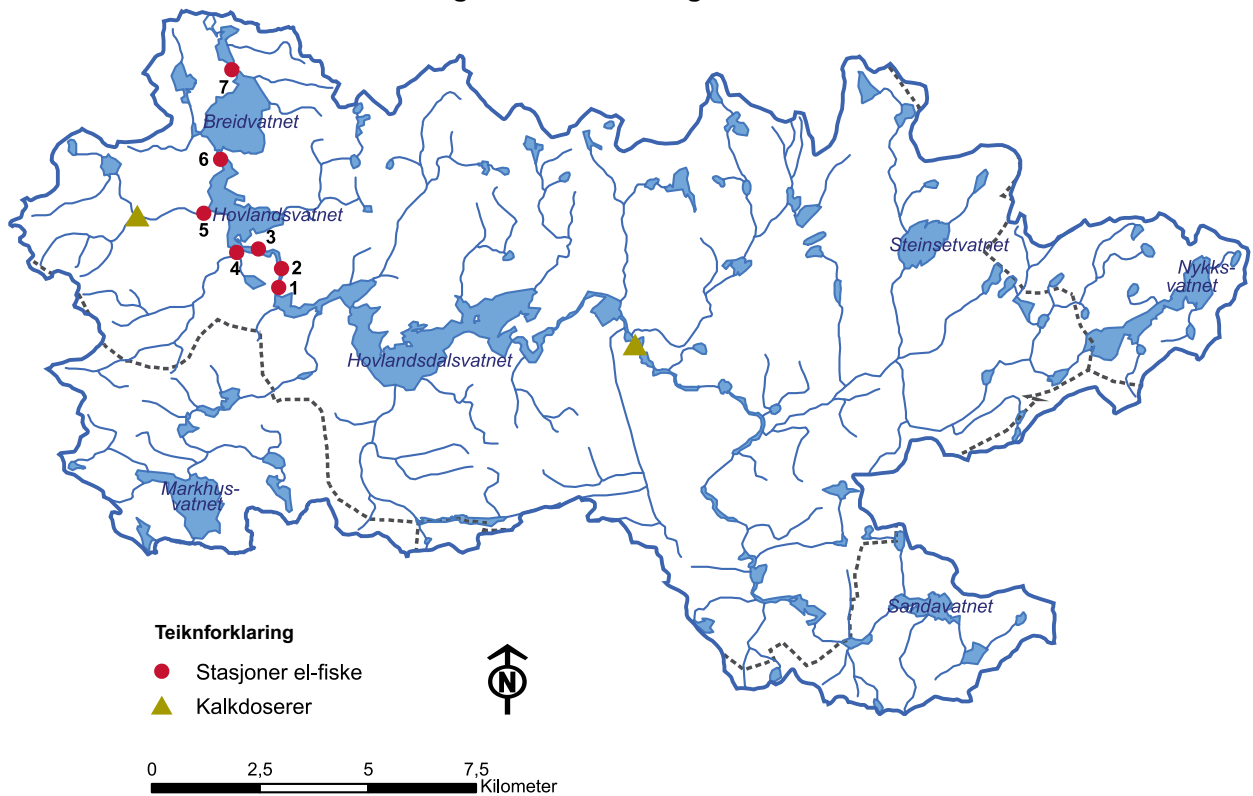 7
Breidvatnet
6
Hovlandsvatnet
5
3
4
2
1
Steinsetvatnet
Nykks-
vatnet
Hovlandsdalsvatnet
Markhus-
vatnet
Sandavatnet
Teiknforklaring
Stasjoner el-fiske
Kalkdoserer
N
0 2,5 5 7,5
Kilometer